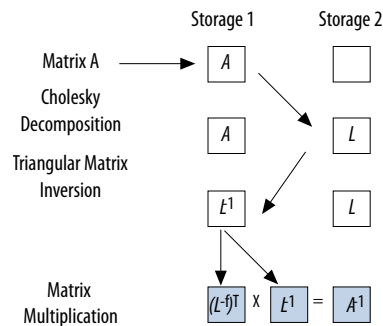 Storage 1 Storage 2
Matrix A A
Cholesky
Decomposition
A L
Triangular Matrix
Inversion
L-1 L
Matrix
Multiplication
(L-1)T X L-1 = A-1